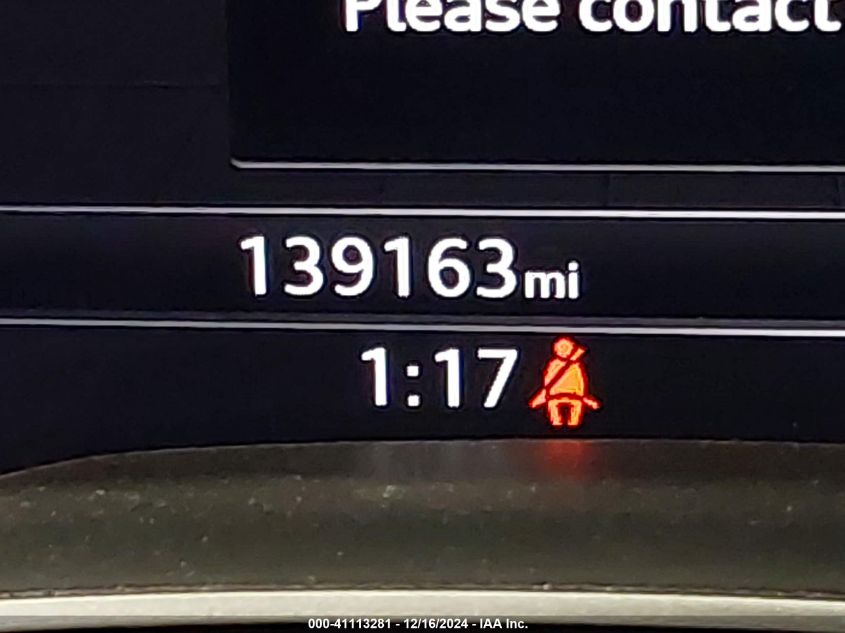 Please contact
139163mi
1:17
000-41113281 - 12/16/2024 - IAA Inc.